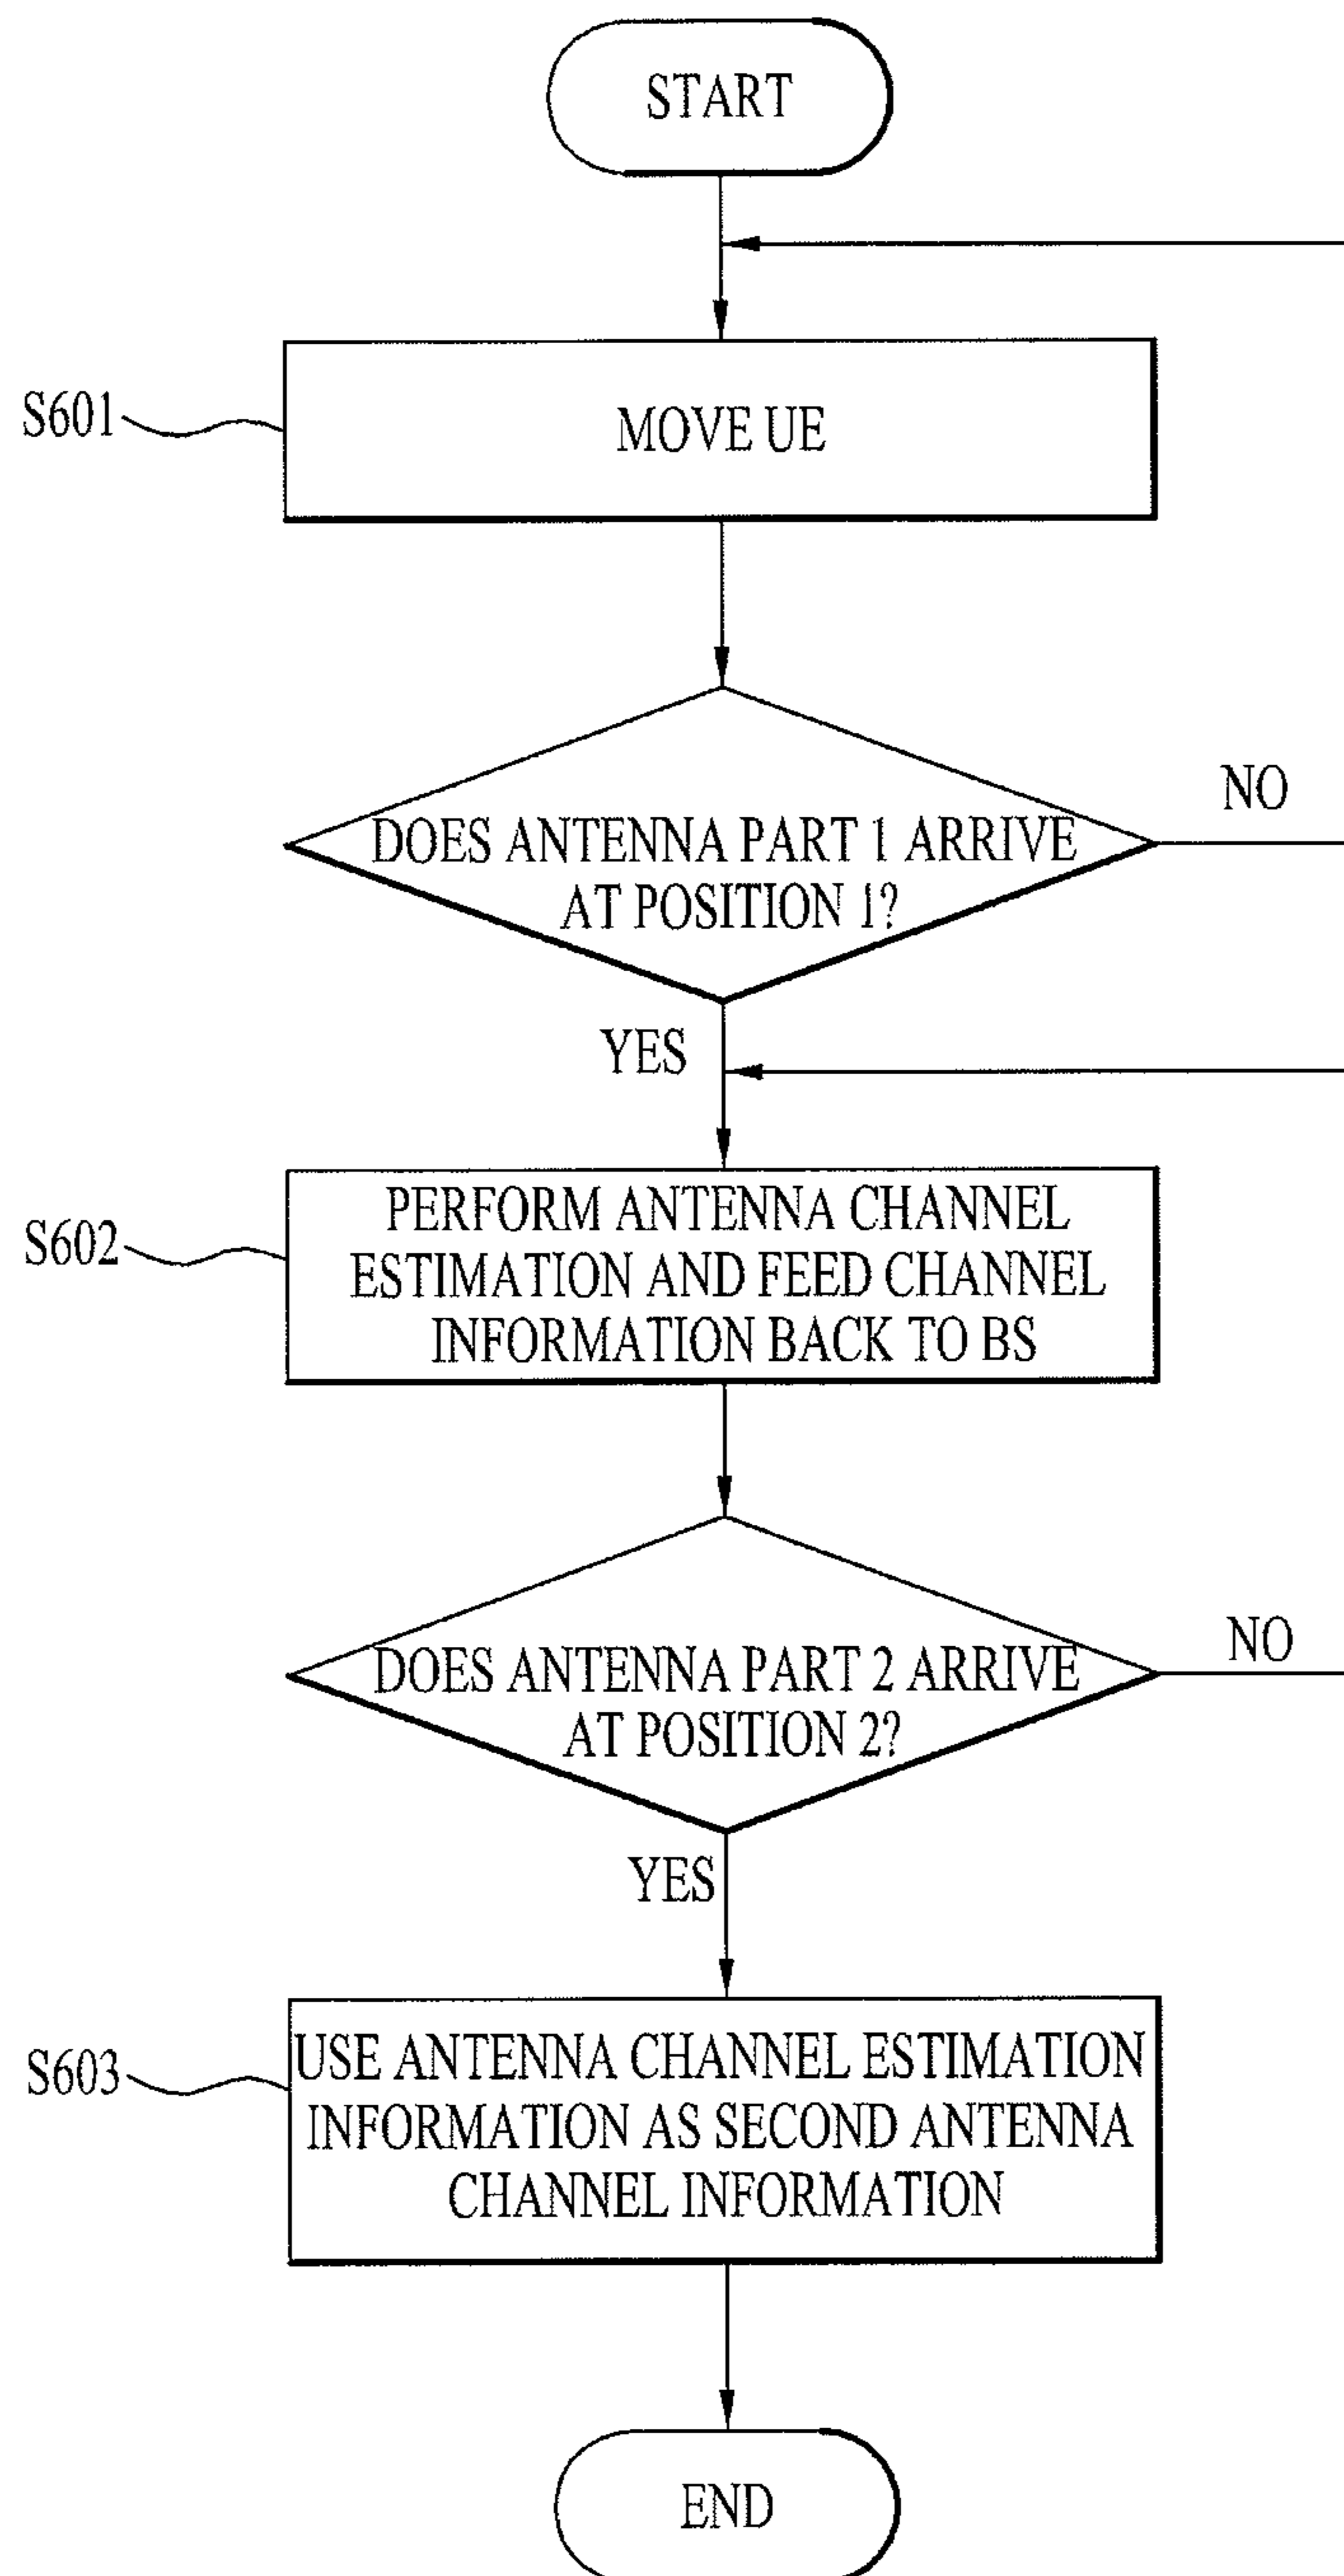 START
S601
MOVE UE
DOES ANTENNA PART 1 ARRIVE
AT POSITION 1?
NO
YES
S602
PERFORM ANTENNA CHANNEL
ESTIMATION AND FEED CHANNEL
INFORMATION BACK TO BS
DOES ANTENNA PART 2 ARRIVE
AT POSITION 2?
NO
YES
S603
USE ANTENNA CHANNEL ESTIMATION
INFORMATION AS SECOND ANTENNA
CHANNEL INFORMATION
END